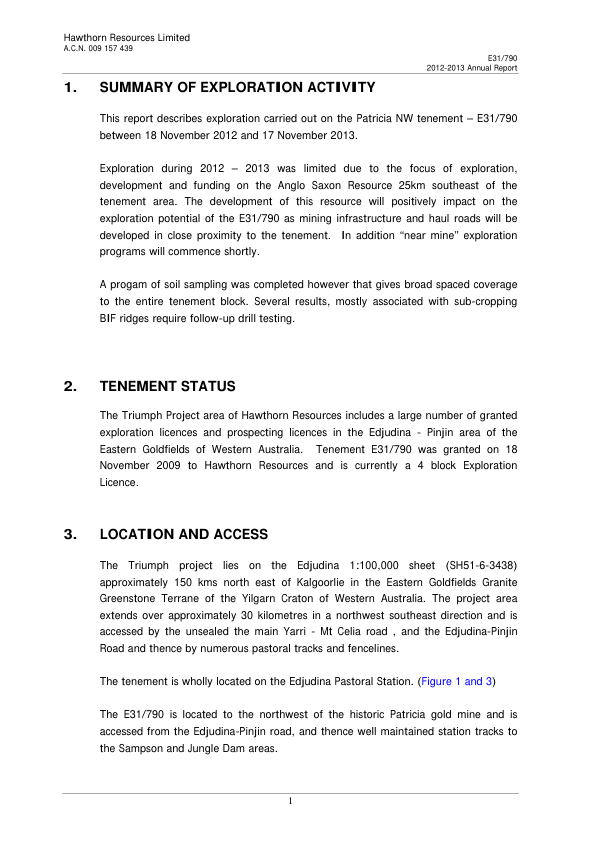 Hawthorn Resources Limited
A.C.N. 009 157 439
E31/790
2012-2013 Annual Report
1. SUMMARY OF EXPLORATION ACTIVITY
This report describes exploration carried out on the Patricia NW tenement – E31/790
between 18 November 2012 and 17 November 2013.
Exploration during 2012 – 2013 was limited due to the focus of exploration,
development and funding on the Anglo Saxon Resource 25km southeast of the
tenement area. The development of this resource will positively impact on the
exploration potential of the E31/790 as mining infrastructure and haul roads will be
developed in close proximity to the tenement. In addition “near mine” exploration
programs will commence shortly.
A progam of soil sampling was completed however that gives broad spaced coverage
to the entire tenement block. Several results, mostly associated with sub-cropping
BIF ridges require follow-up drill testing.
2. TENEMENT STATUS
The Triumph Project area of Hawthorn Resources includes a large number of granted
exploration licences and prospecting licences in the Edjudina - Pinjin area of the
Eastern Goldfields of Western Australia. Tenement E31/790 was granted on 18
November 2009 to Hawthorn Resources and is currently a 4 block Exploration
Licence.
3. LOCATION AND ACCESS
The Triumph project lies on the Edjudina 1:100,000 sheet (SH51-6-3438)
approximately 150 kms north east of Kalgoorlie in the Eastern Goldfields Granite
Greenstone Terrane of the Yilgarn Craton of Western Australia. The project area
extends over approximately 30 kilometres in a northwest southeast direction and is
accessed by the unsealed the main Yarri - Mt Celia road , and the Edjudina-Pinjin
Road and thence by numerous pastoral tracks and fencelines.
The tenement is wholly located on the Edjudina Pastoral Station. (Figure 1 and 3)
The E31/790 is located to the northwest of the historic Patricia gold mine and is
accessed from the Edjudina-Pinjin road, and thence well maintained station tracks to
the Sampson and Jungle Dam areas.
1